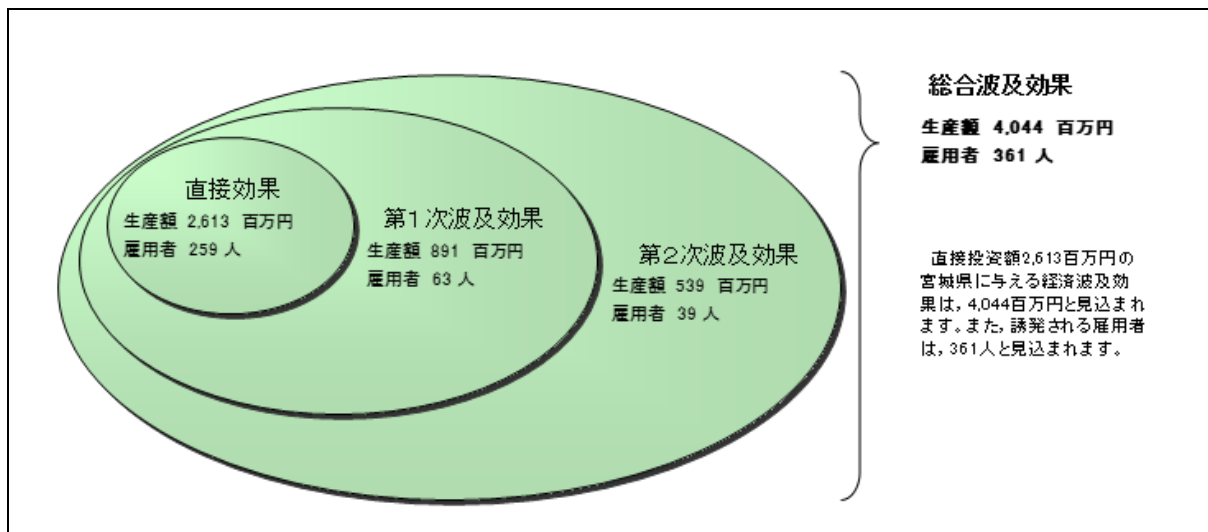 直接効果
生産額 2,613 百万円
雇用者 259 人
第1次波及効果
生産額 891 百万円
雇用者 63 人
第2次波及効果
生産額 539 百万円
雇用者 39 人
総合波及効果
生産額 4,044 百万円
雇用者 361 人
直接投資額2,613百万円の
宮城県に与える経済波及効
果は，4,044百万円と見込まれ
ます。また，誘発される雇用者
は，361人と見込まれます。